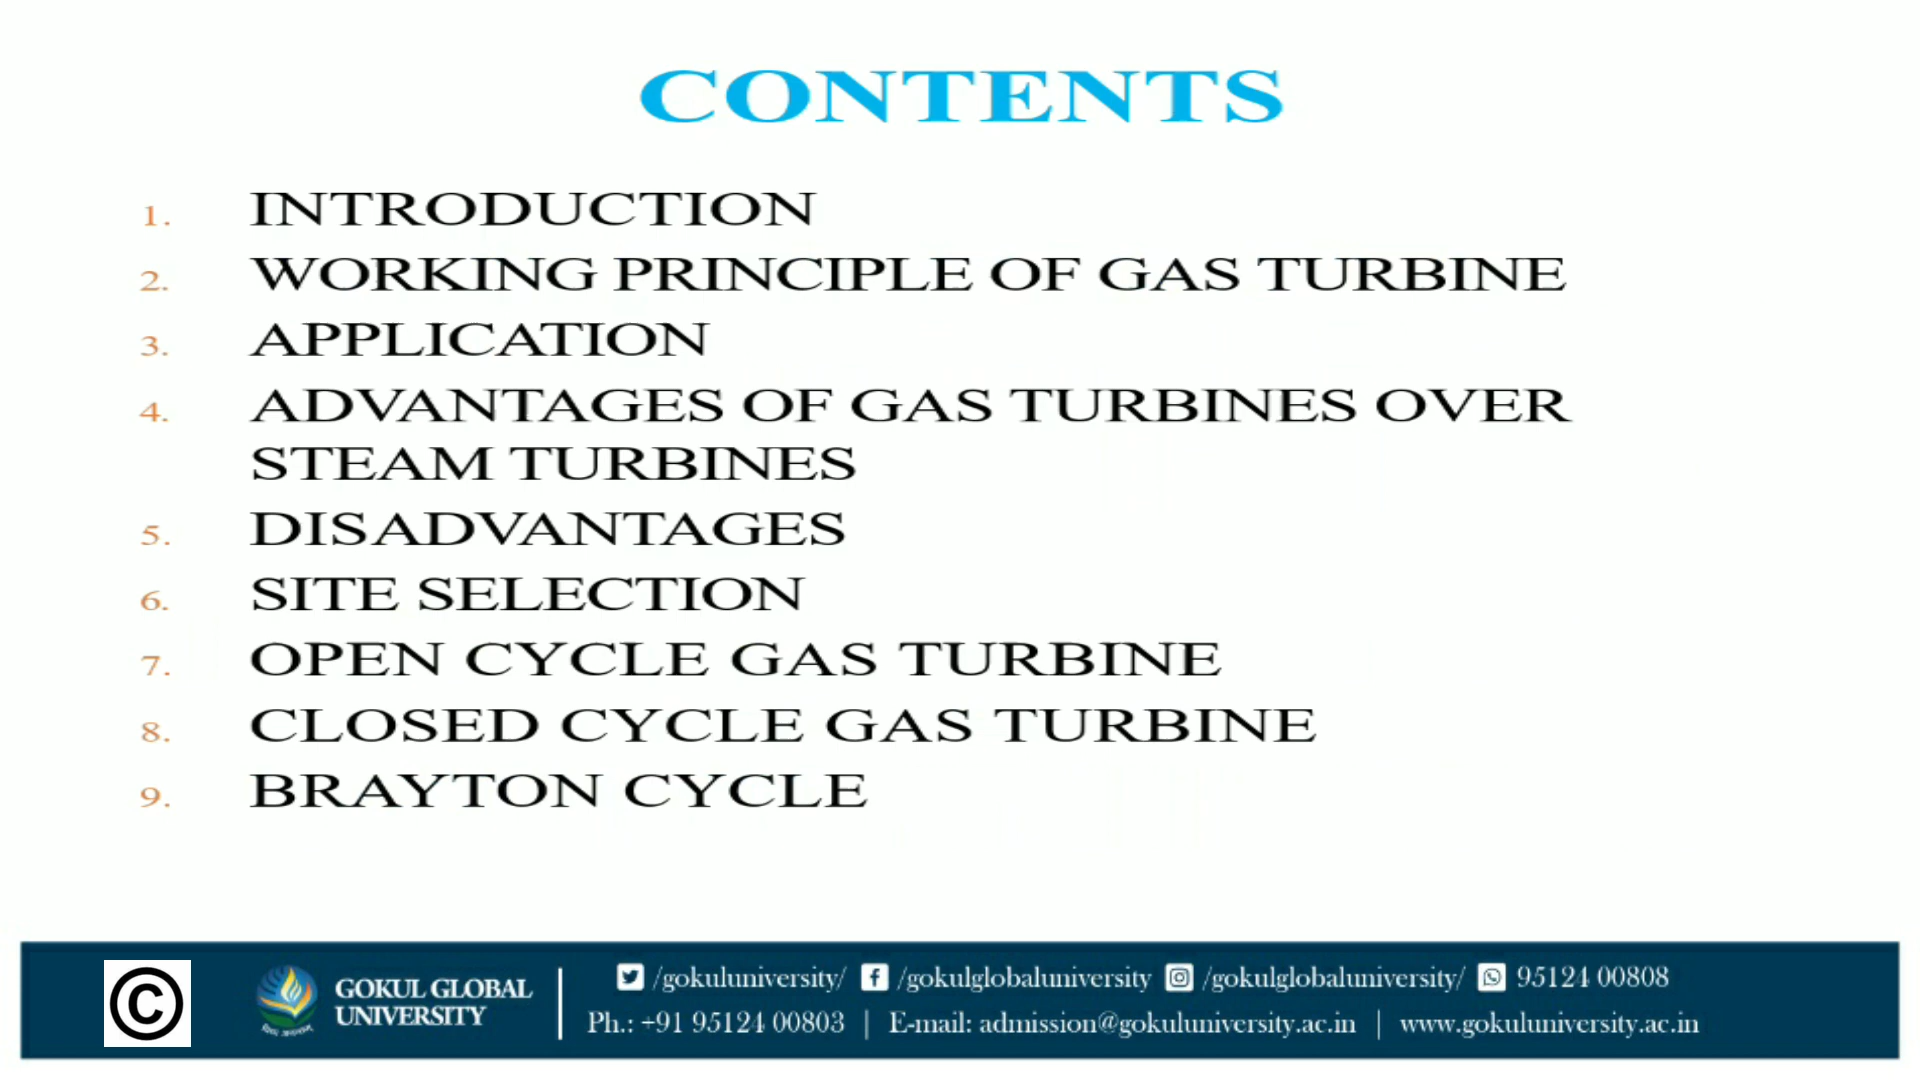 CONTENTS
1. INTRODUCTION
2. WORKING PRINCIPLE OF GAS TURBINE
3. APPLICATION
4. ADVANTAGES OF GAS TURBINES OVER
STEAM TURBINES
5. DISADVANTAGES
6. SITE SELECTION
7. OPEN CYCLE GAS TURBINE
8. CLOSED CYCLE GAS TURBINE
9. BRAYTON CYCLE
©
GOKUL GLOBAL
UNIVERSITY
/gokuluniversity/ /gokulglobaluniversity /gokulglobaluniversity/ 95124 00808
Ph.: +91 95124 00803 | E-mail: admission@gokuluniversity.ac.in | www.gokuluniversity.ac.in